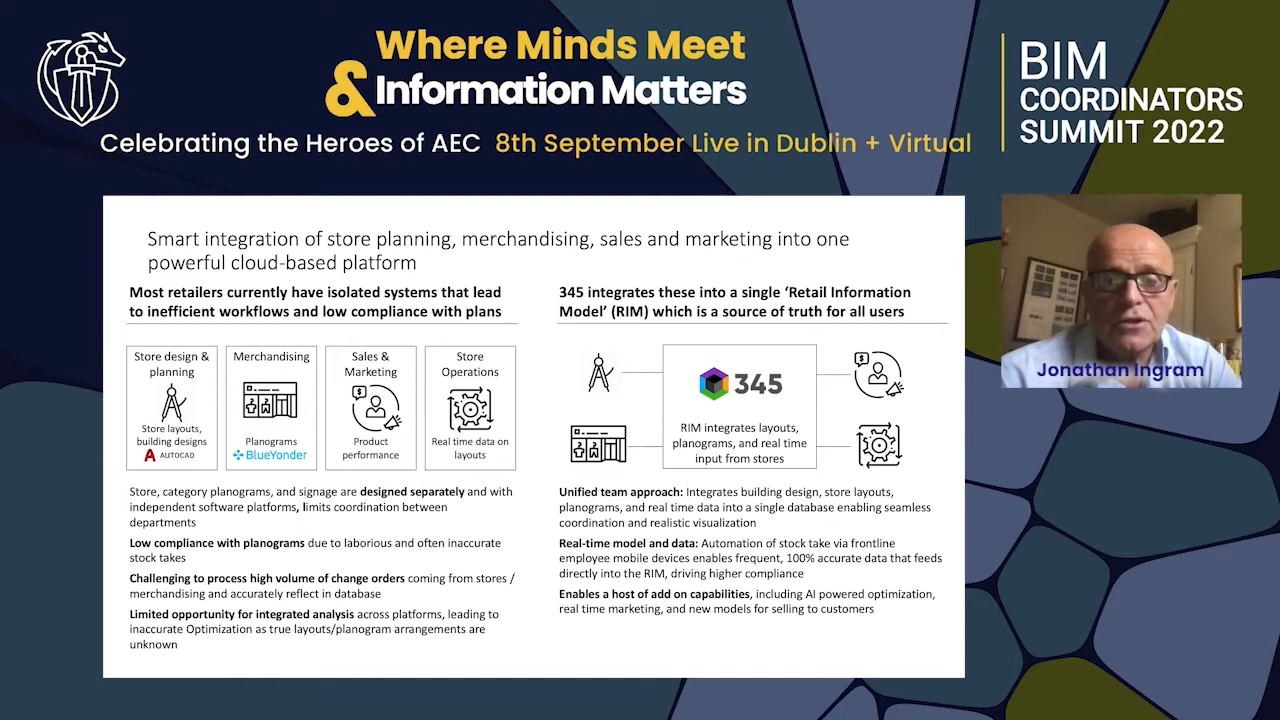 Where Minds Meet
& Information Matters
Celebrating the Heroes of AEC 8th September Live in Dublin + Virtual
BIM
COORDINATORS
SUMMIT 2022
Smart integration of store planning, merchandising, sales and marketing into one
powerful cloud-based platform
Most retailers currently have isolated systems that lead
to inefficient workflows and low compliance with plans
Store design &
planning
Store layouts,
building designs
A AUTOCAD
Merchandising
Planograms
BlueYonder
Sales &
Marketing
$
Product
performance
Store
Operations
Real time data on
layouts
Store, category planograms, and signage are designed separately and with
independent software platforms, limits coordination between
departments
Low compliance with planograms due to laborious and often inaccurate
stock takes
Challenging to process high volume of change orders coming from stores /
merchandising and accurately reflect in database
Limited opportunity for integrated analysis across platforms, leading to
inaccurate Optimization as true layouts/planogram arrangements are
unknown
345 integrates these into a single ‘Retail Information
Model’ (RIM) which is a source of truth for all users
345
RIM integrates layouts,
planograms, and real time
input from stores
$
Unified team approach: Integrates building design, store layouts,
planograms, and real time data into a single database enabling seamless
coordination and realistic visualization
Real-time model and data: Automation of stock take via frontline
employee mobile devices enables frequent, 100% accurate data that feeds
directly into the RIM, driving higher compliance
Enables a host of add on capabilities, including AI powered optimization,
real time marketing, and new models for selling to customers
Jonathan Ingram